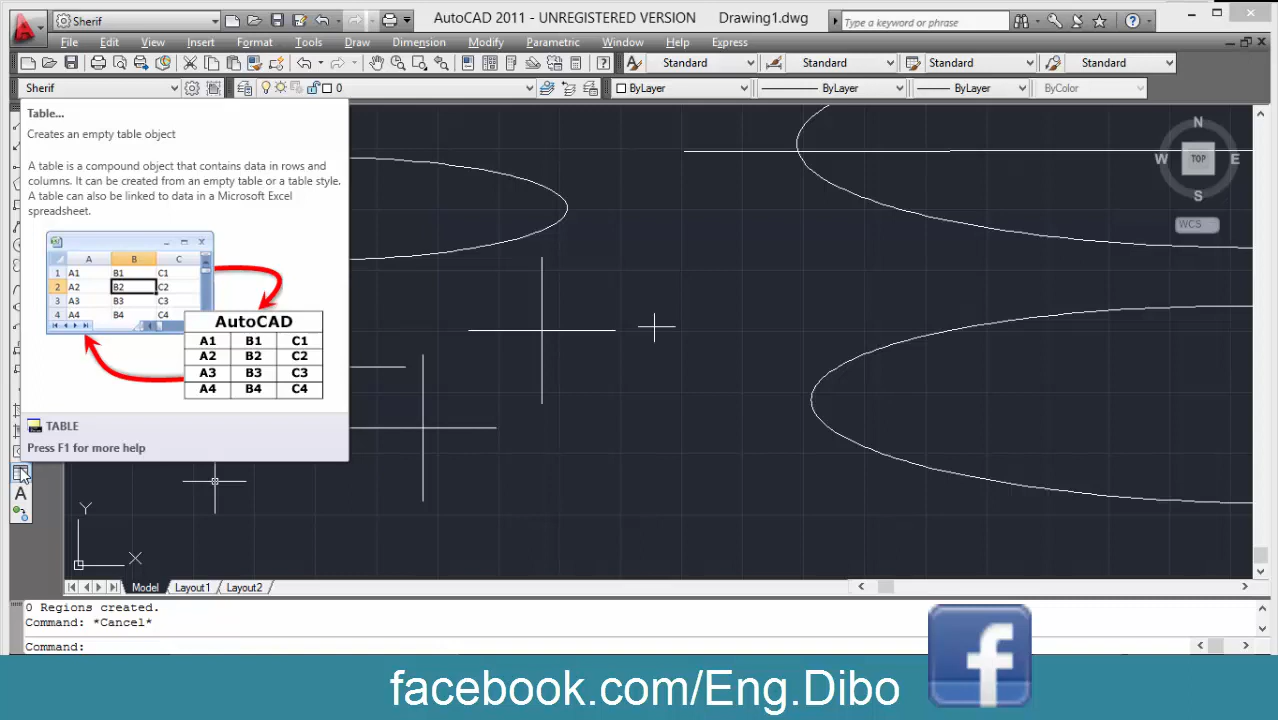 Sherif
AutoCAD 2011 - UNREGISTERED VERSION Drawing1.dwg
Type a keyword or phrase
File Edit View Insert Format Tools Draw Dimension Modify Parametric Window Help Express
Standard Standard Standard Standard
Sherif 0 ByLayer ByLayer ByLayer ByColor
Table...
Creates an empty table object
A table is a compound object that contains data in rows and
columns. It can be created from an empty table or a table style.
A table can also be linked to data in a Microsoft Excel
spreadsheet.
A B C
1 A1 B1 C1
2 A2 B2 C2
3 A3 B3 C3
4 A4 B4 C4
AutoCAD
A1 B1 C1
A2 B2 C2
A3 B3 C3
A4 B4 C4
TABLE
Press F1 for more help
N
W TOP E
S
WCS
A
Y
X
Model Layout1 Layout2
0 Regions created.
Command: *Cancel*
Command:
f
facebook.com/Eng.Dibo